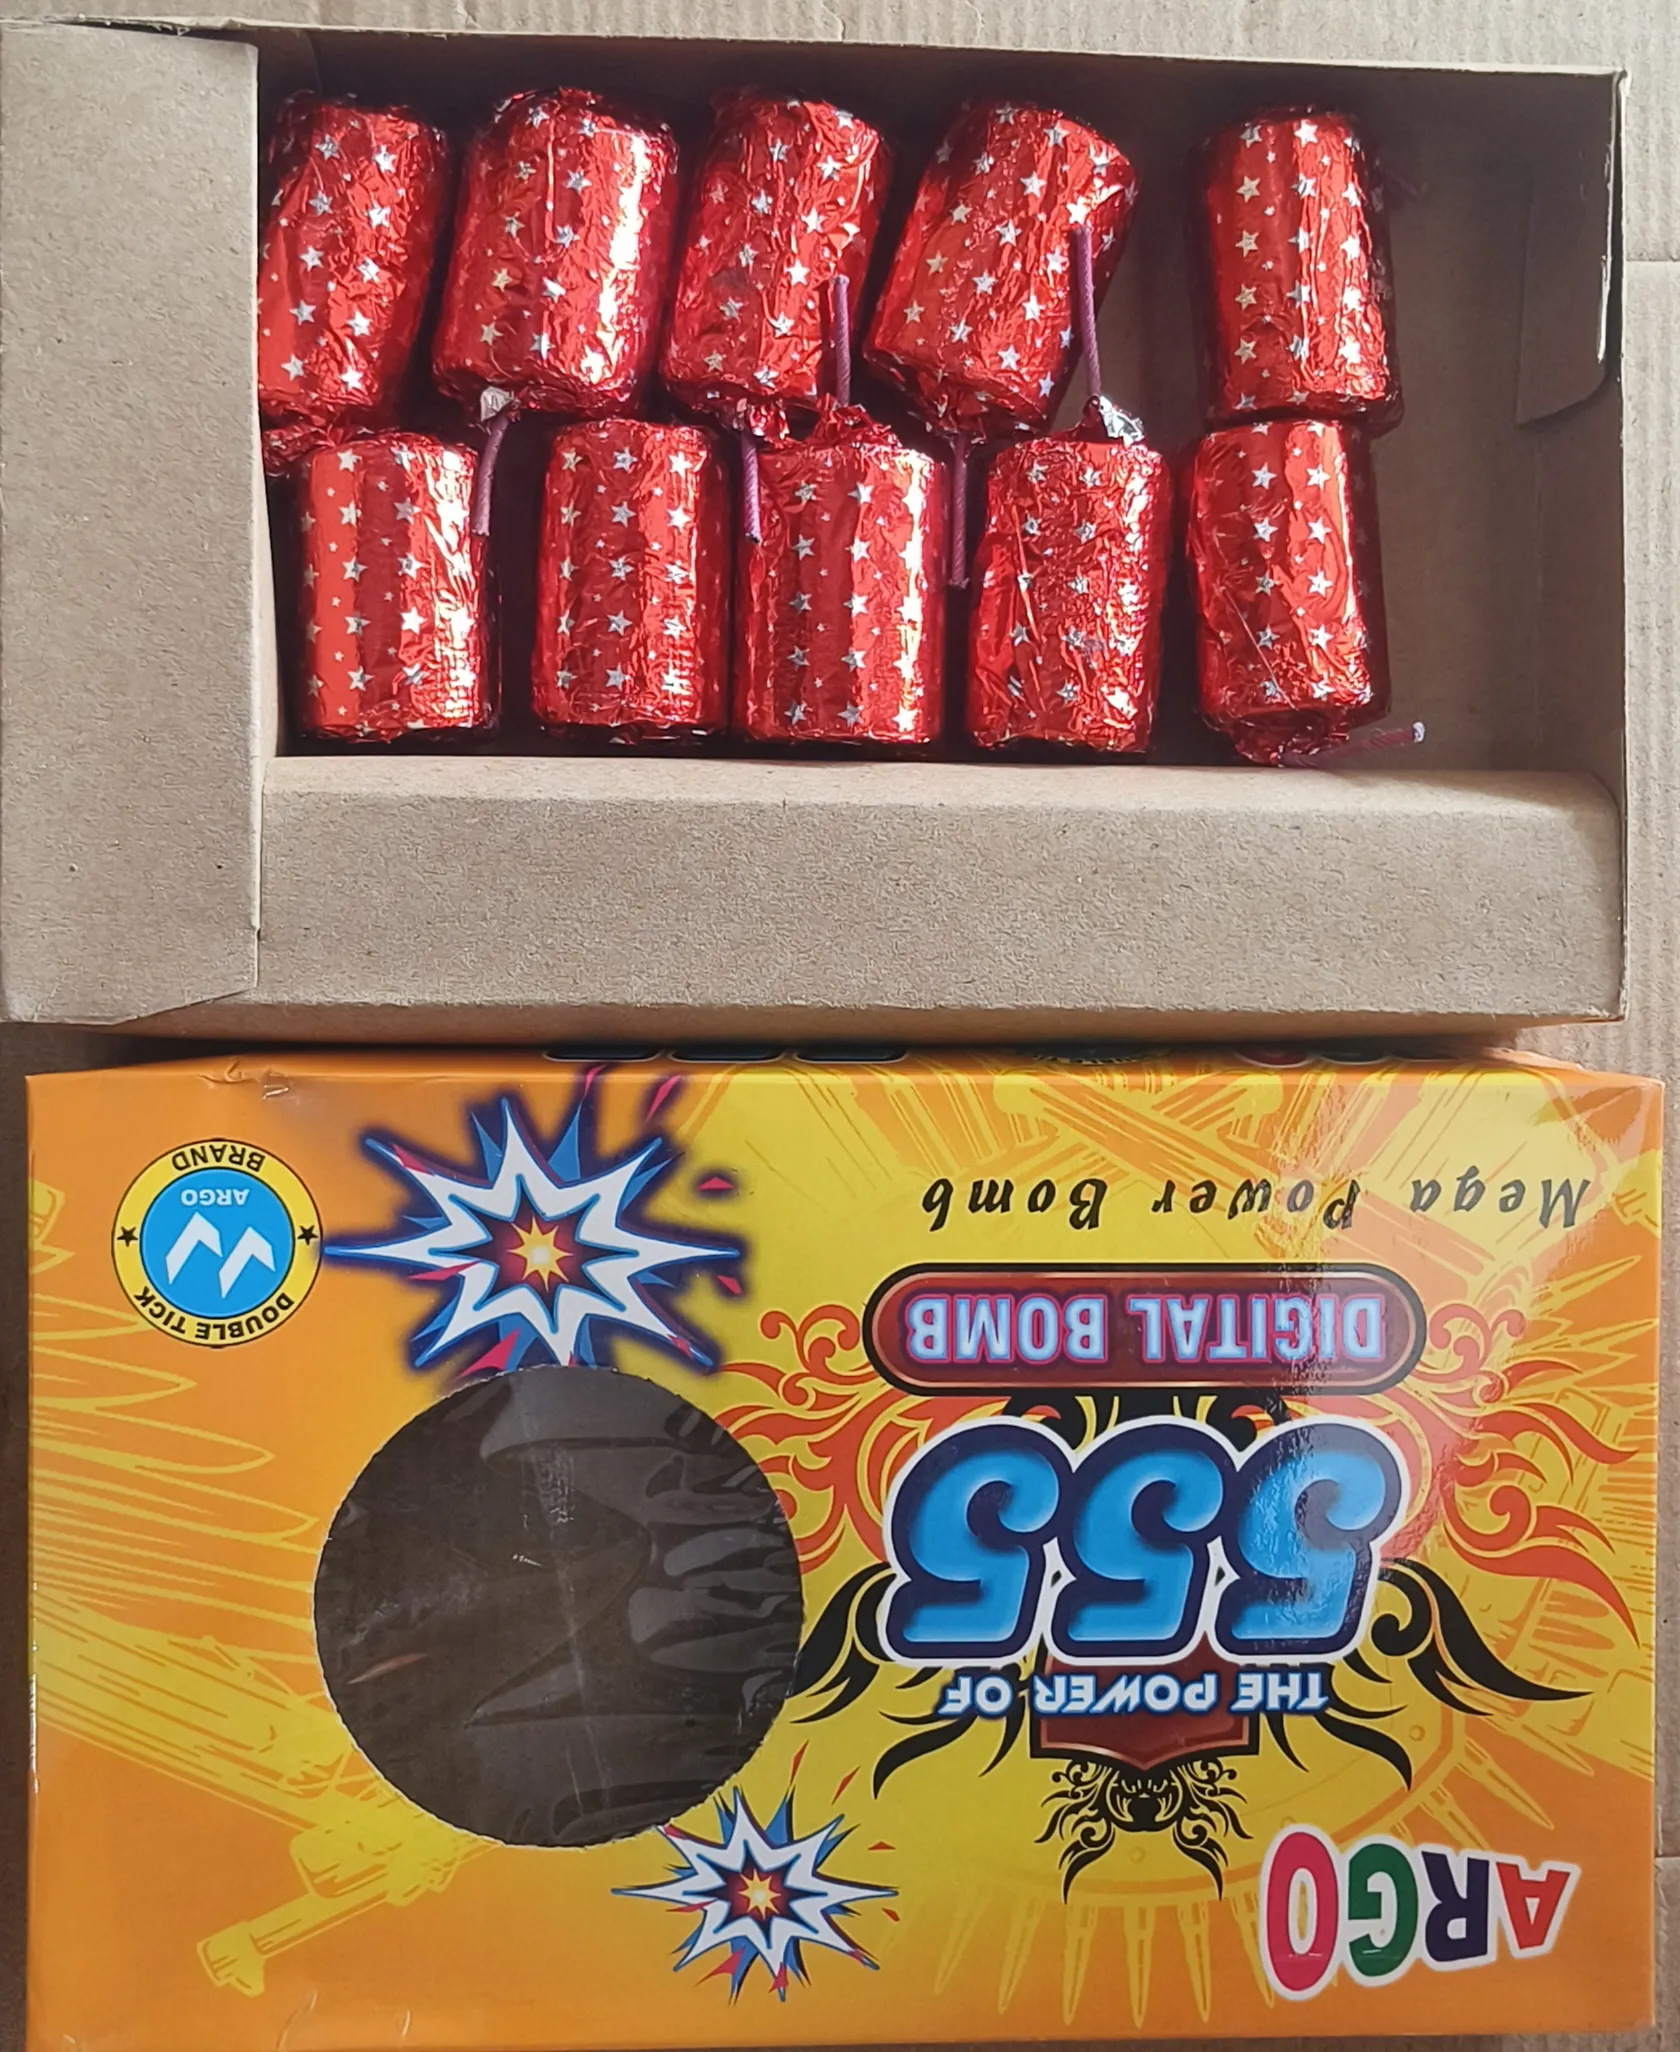 ARGO
THE POWER OF
555
DIGITAL BOMB
Mega Power Bomb
DOUBLE TICK
ARGO
BRAND